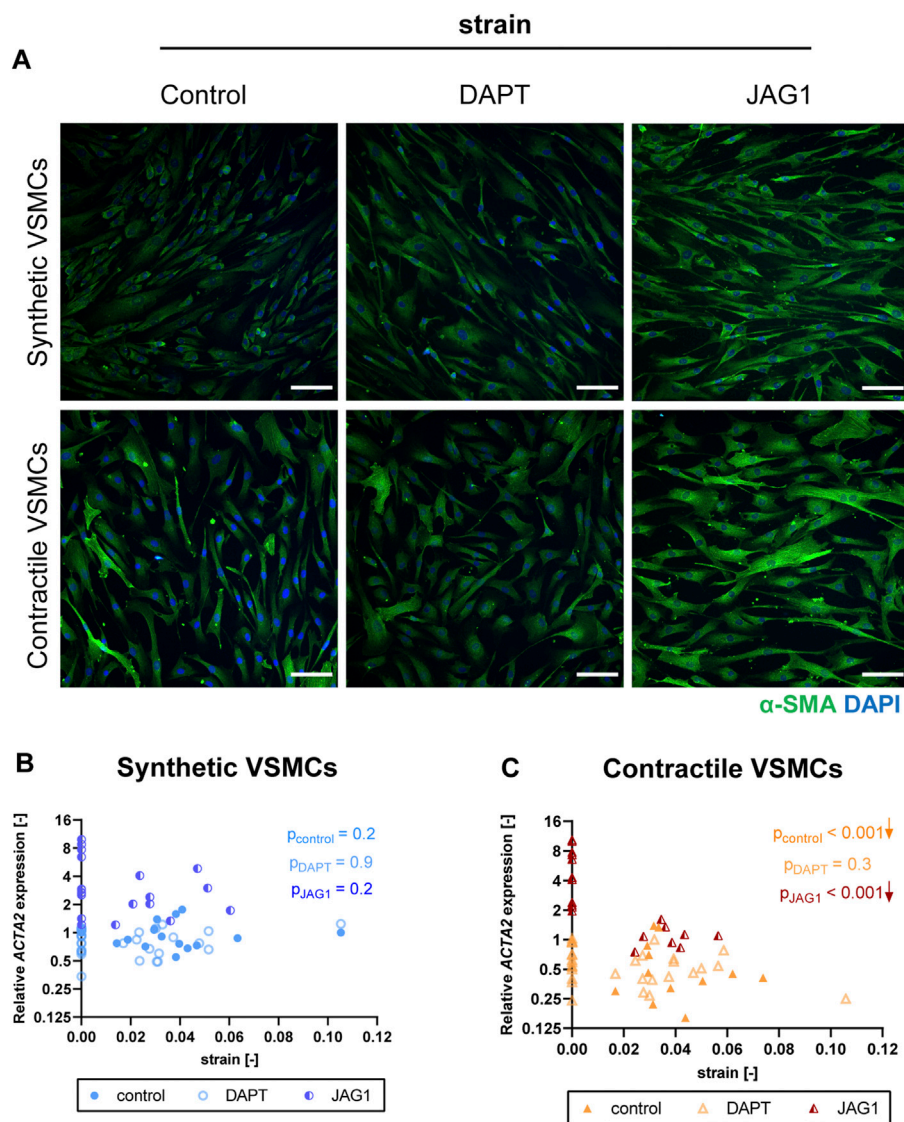 strain
A
Control DAPT JAG1
Synthetic VSMCs
Contractile VSMCs
α-SMA DAPI
B Synthetic VSMCs
Relative ACTA2 expression [-]
16
8
4
2
1
0.5
0.25
0.125
0.00 0.02 0.04 0.06 0.08 0.10 0.12
strain [-]
pcontrol = 0.2
pDAPT = 0.9
pJAG1 = 0.2
control DAPT JAG1
C Contractile VSMCs
Relative ACTA2 expression [-]
16
8
4
2
1
0.5
0.25
0.125
0.00 0.02 0.04 0.06 0.08 0.10 0.12
strain [-]
pcontrol < 0.001↓
pDAPT = 0.3
pJAG1 < 0.001↓
control DAPT JAG1